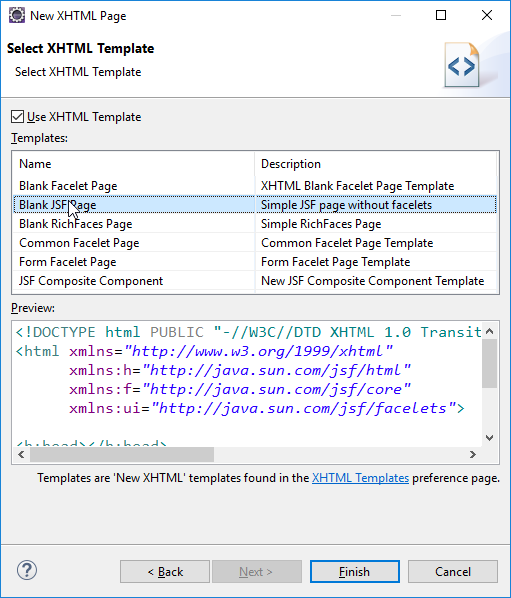 New XHTML Page
Select XHTML Template
Select XHTML Template
Use XHTML Template
Templates:
Name Description
Blank Facelet Page XHTML Blank Facelet Page Template
Blank JSF Page Simple JSF page without facelets
Blank RichFaces Page Simple RichFaces Page
Common Facelet Page Common Facelet Page Template
Form Facelet Page Form Facelet Page Template
JSF Composite Component New JSF Composite Component Template
Preview:
<!DOCTYPE html PUBLIC "-//W3C//DTD XHTML 1.0 Transit
<html xmlns="http://www.w3.org/1999/xhtml"
xmlns:h="http://java.sun.com/jsf/html"
xmlns:f="http://java.sun.com/jsf/core"
xmlns:ui="http://java.sun.com/jsf/facelets">
<h:head></h:head>
Templates are 'New XHTML' templates found in the XHTML Templates preference page.
? < Back Next > Finish Cancel